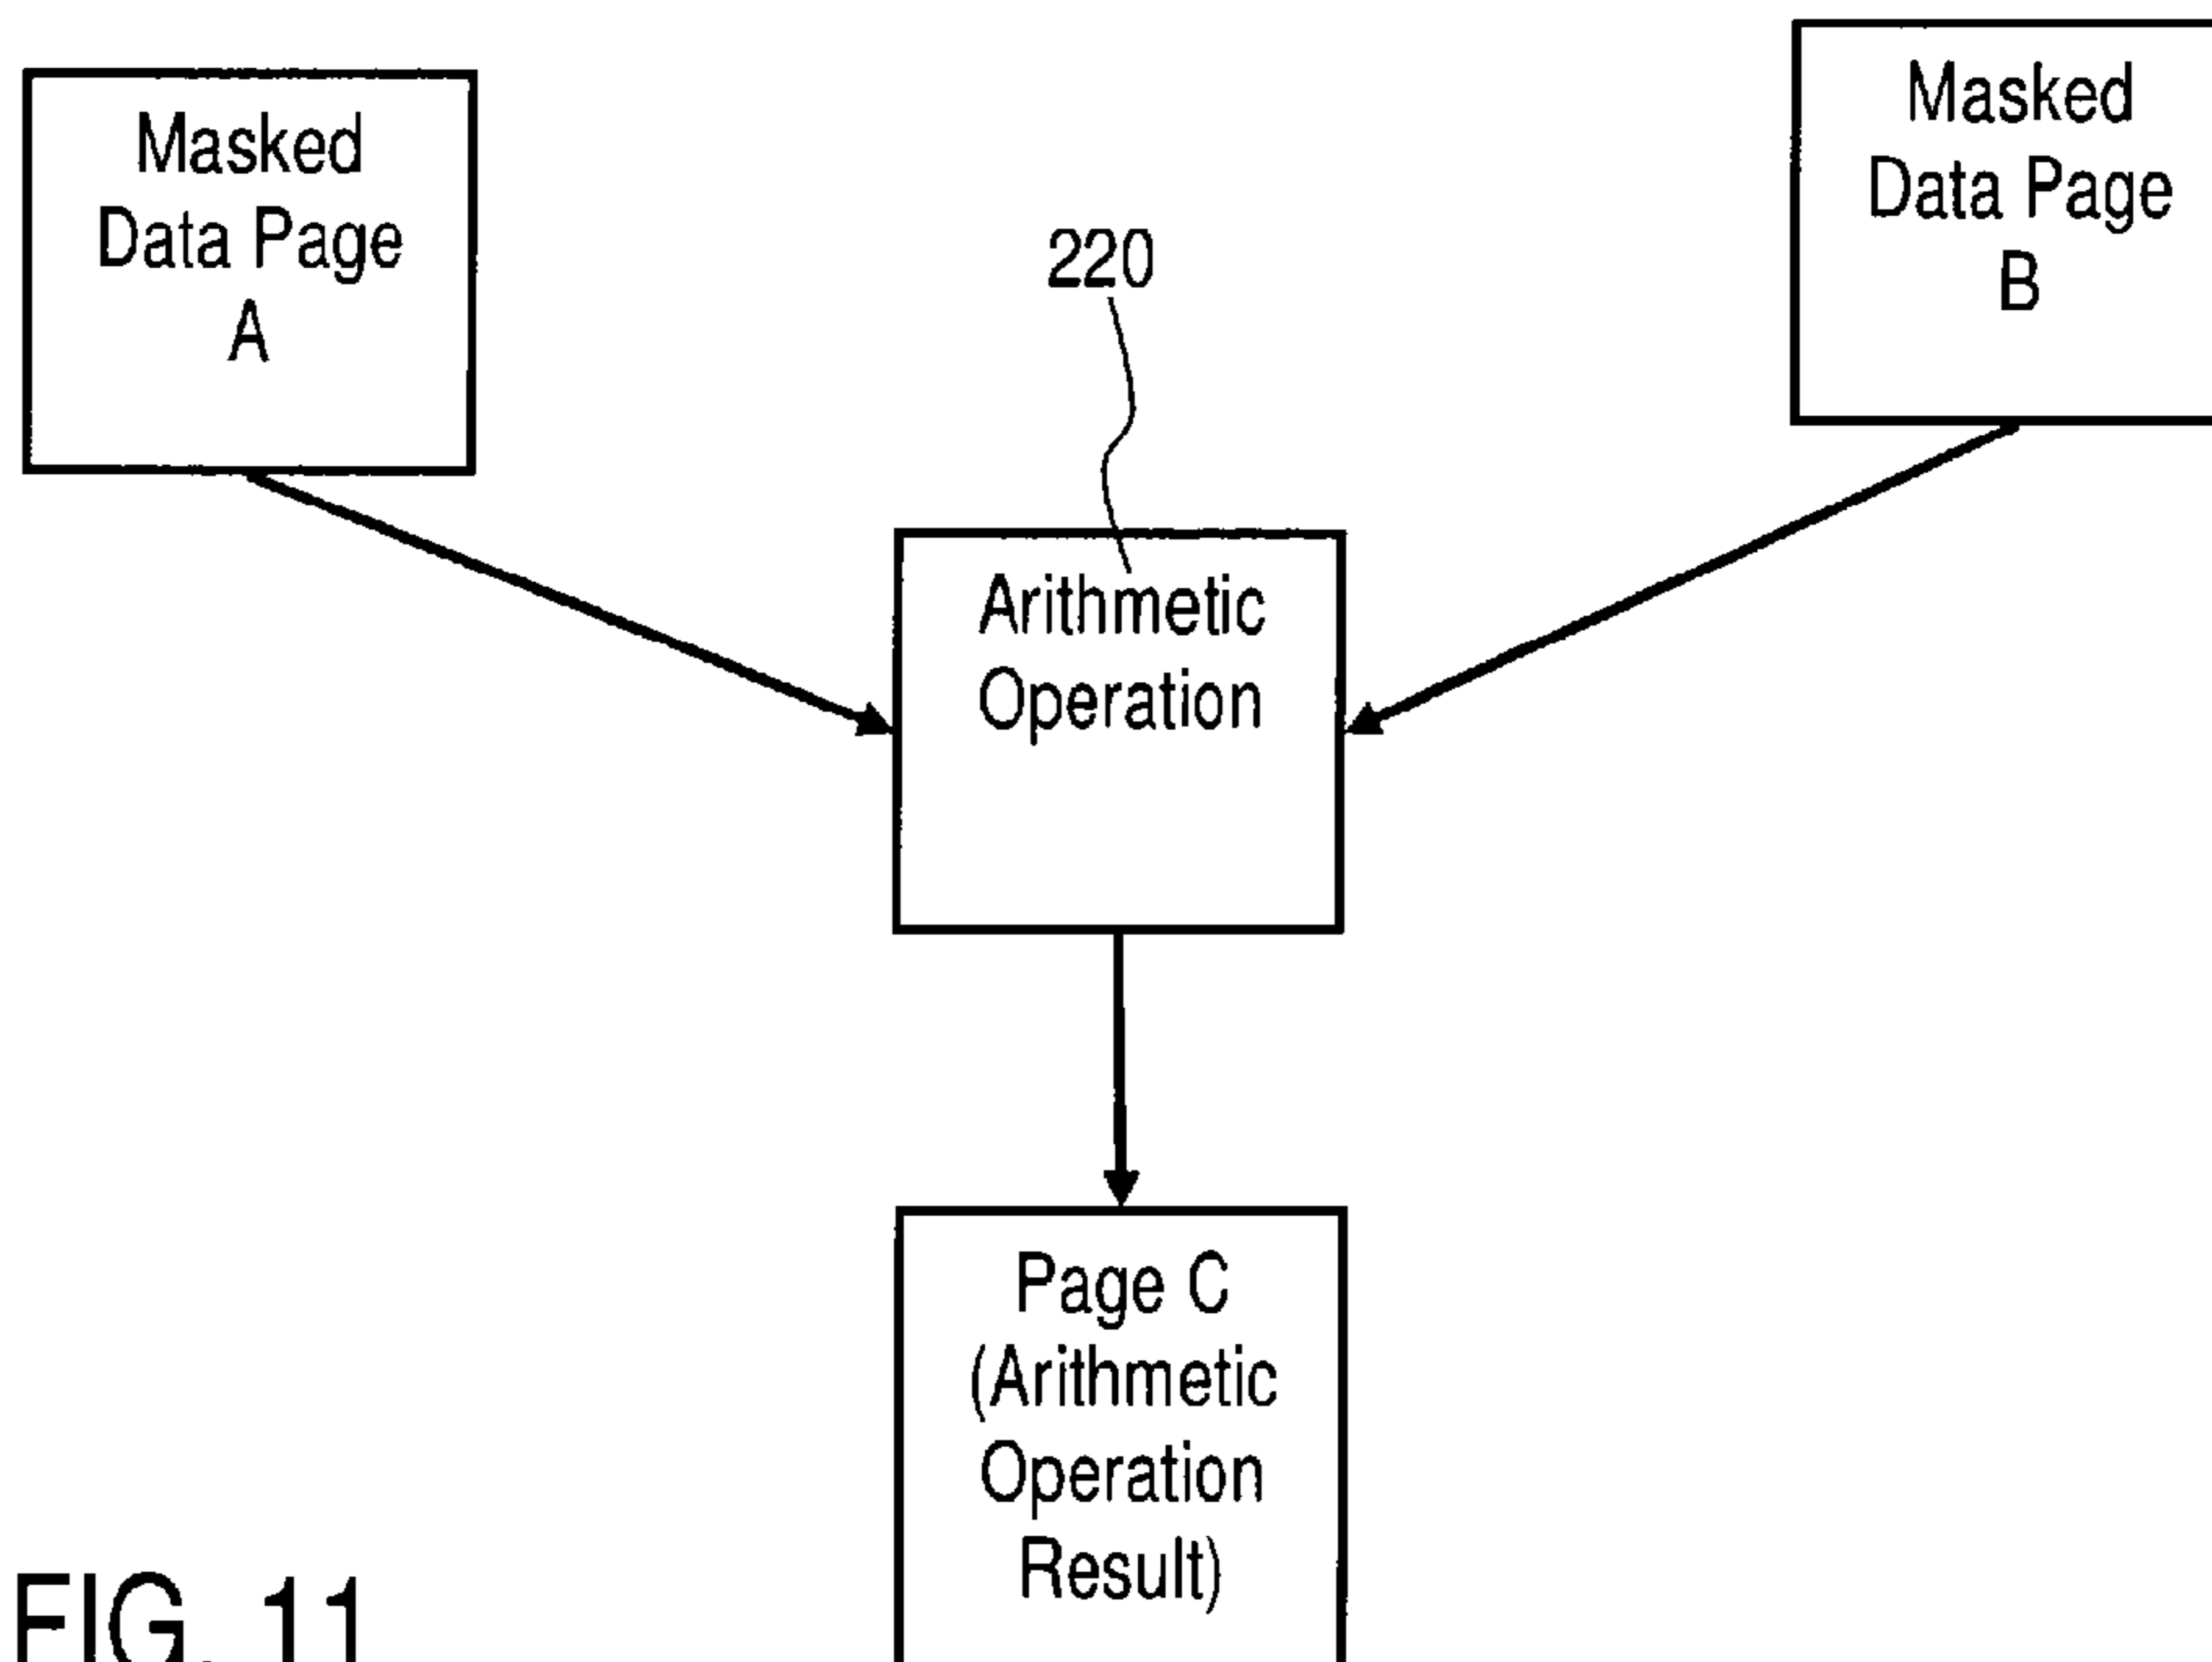 Masked
Data Page
A
Masked
Data Page
B
220
Arithmetic
Operation
Page C
(Arithmetic
Operation
Result)
FIG. 11